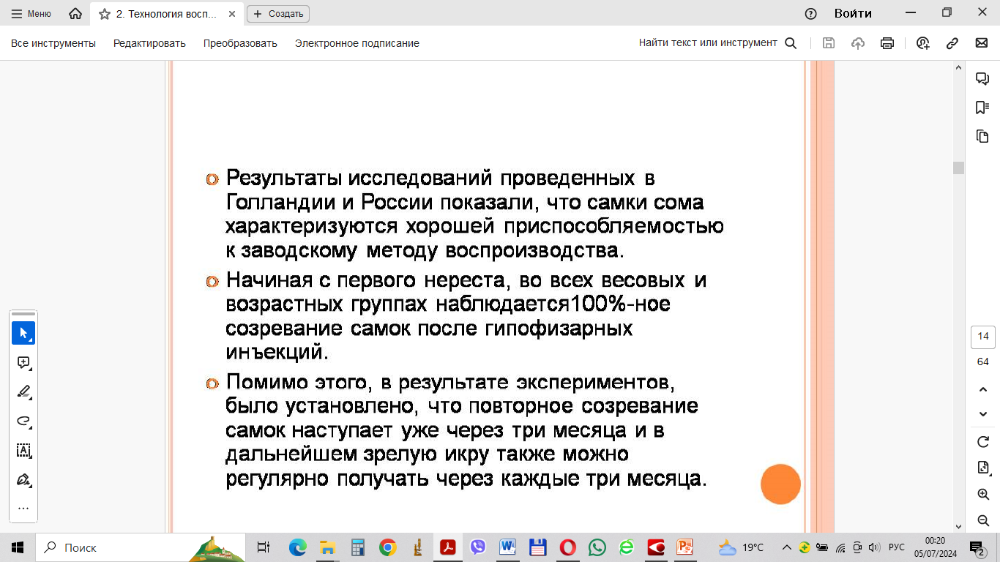 Меню
2. Технология восп...
Создать
Войти
Все инструменты
Редактировать
Преобразовать
Электронное подписание
Найти текст или инструмент
Результаты исследований проведенных в
Голландии и России показали, что самки сома
характеризуются хорошей приспособляемостью
к заводскому методу воспроизводства.
Начиная с первого нереста, во всех весовых и
возрастных группах наблюдается100%-ное
созревание самок после гипофизарных
инъекций.
Помимо этого, в результате экспериментов,
было установлено, что повторное созревание
самок наступает уже через три месяца и в
дальнейшем зрелую икру также можно
регулярно получать через каждые три месяца.
14
64
Поиск
19°C
РУС
00:20
05/07/2024
2